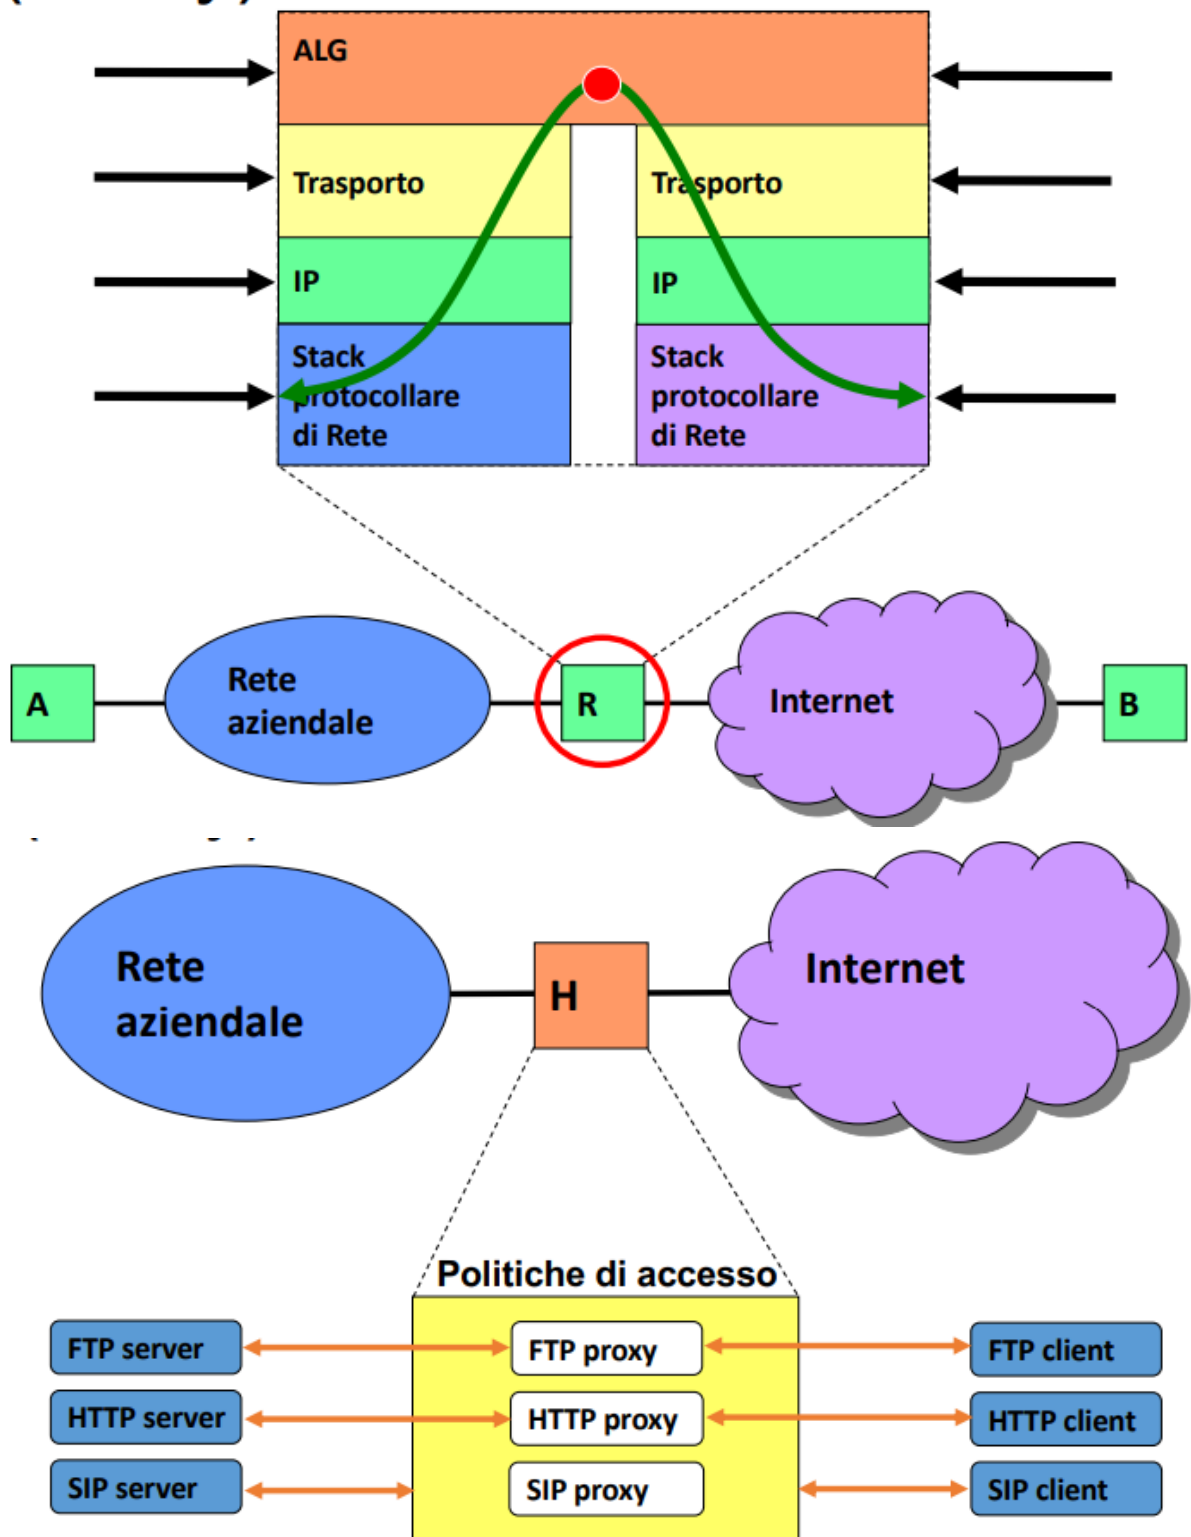 ALG
Trasporto
Trasporto
IP
IP
Stack
protocollare
di Rete
Stack
protocollare
di Rete
A
Rete
aziendale
R
Internet
B
Rete
aziendale
H
Internet
Politiche di accesso
FTP server
FTP proxy
FTP client
HTTP server
HTTP proxy
HTTP client
SIP server
SIP proxy
SIP client